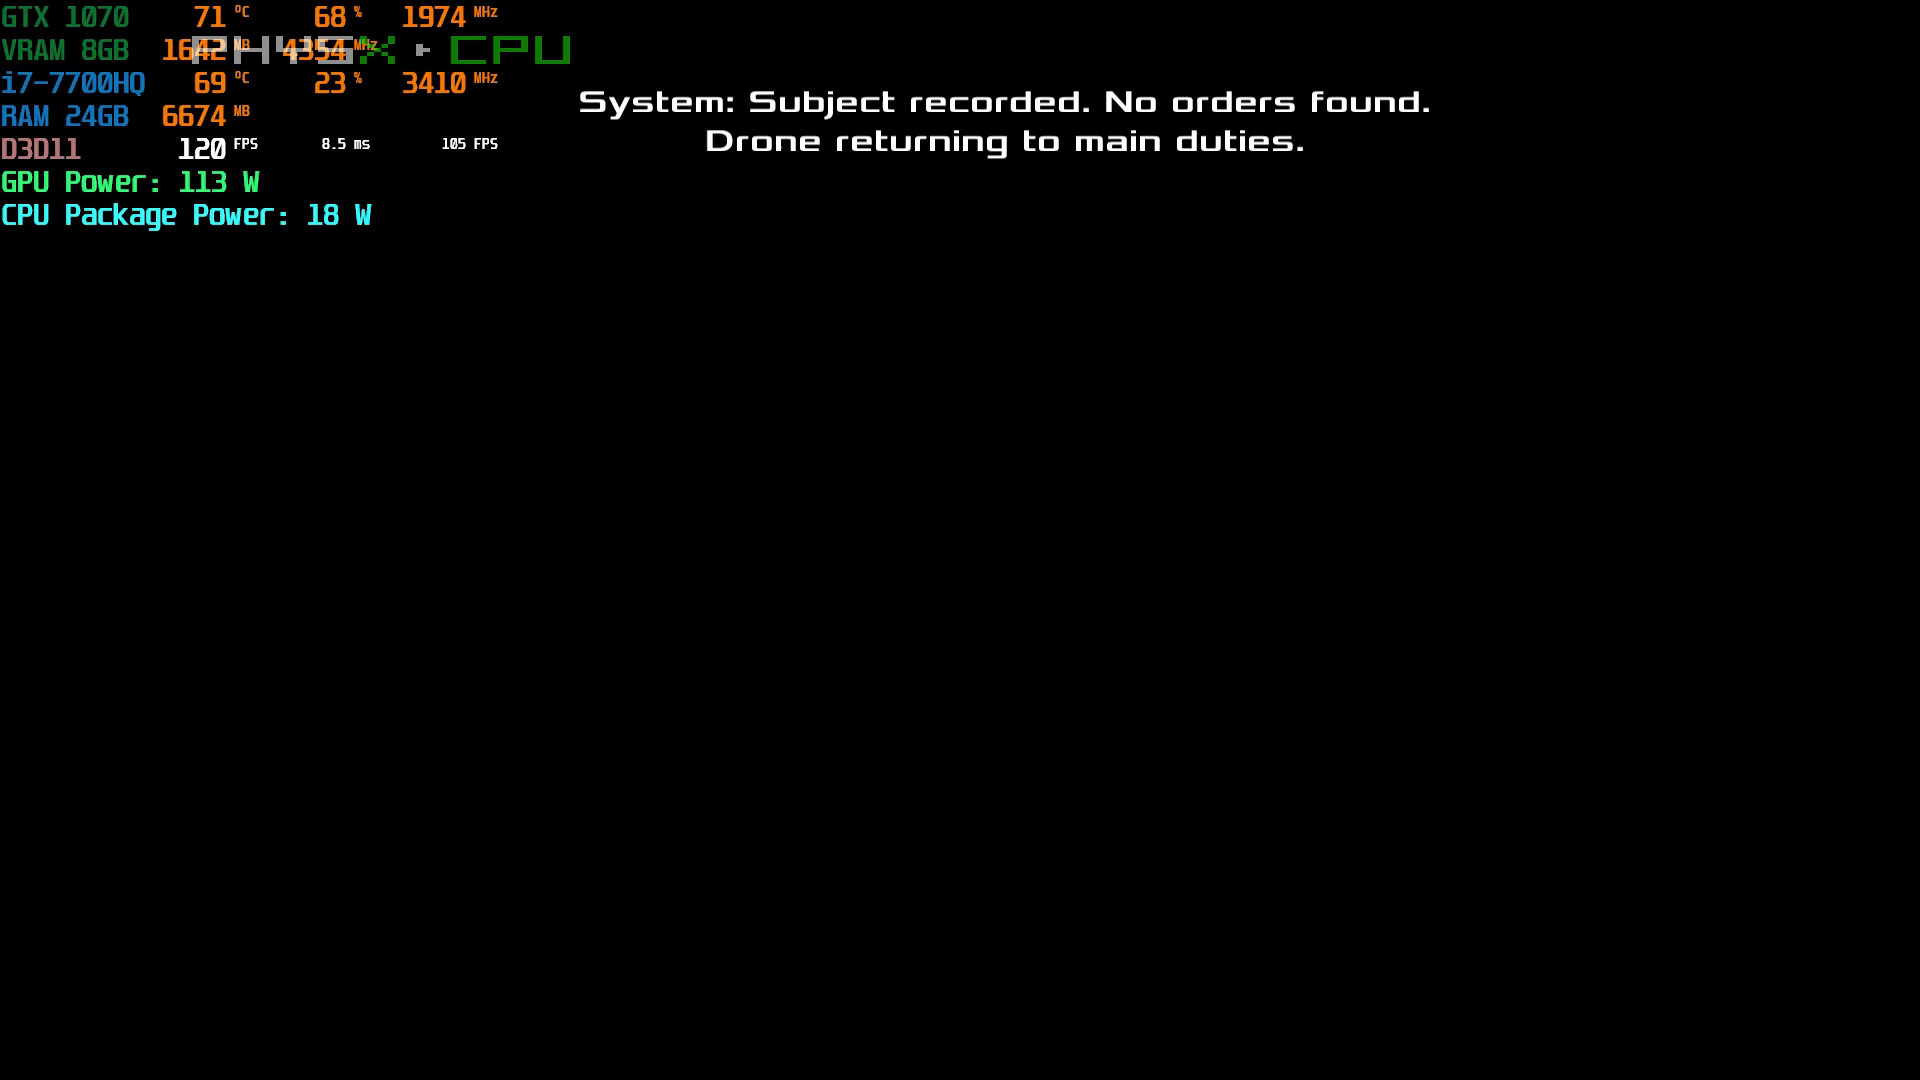 GTX 1070 71 °C 68 % 1974 MHz
VRAM 8GB 1642 MB 4354 MHz
PHYSX ▸ CPU
i7-7700HQ 69 °C 23 % 3410 MHz
RAM 24GB 6674 MB
D3D11 120 FPS 8.5 ms 105 FPS
GPU Power: 113 W
CPU Package Power: 18 W
System: Subject recorded. No orders found.
Drone returning to main duties.